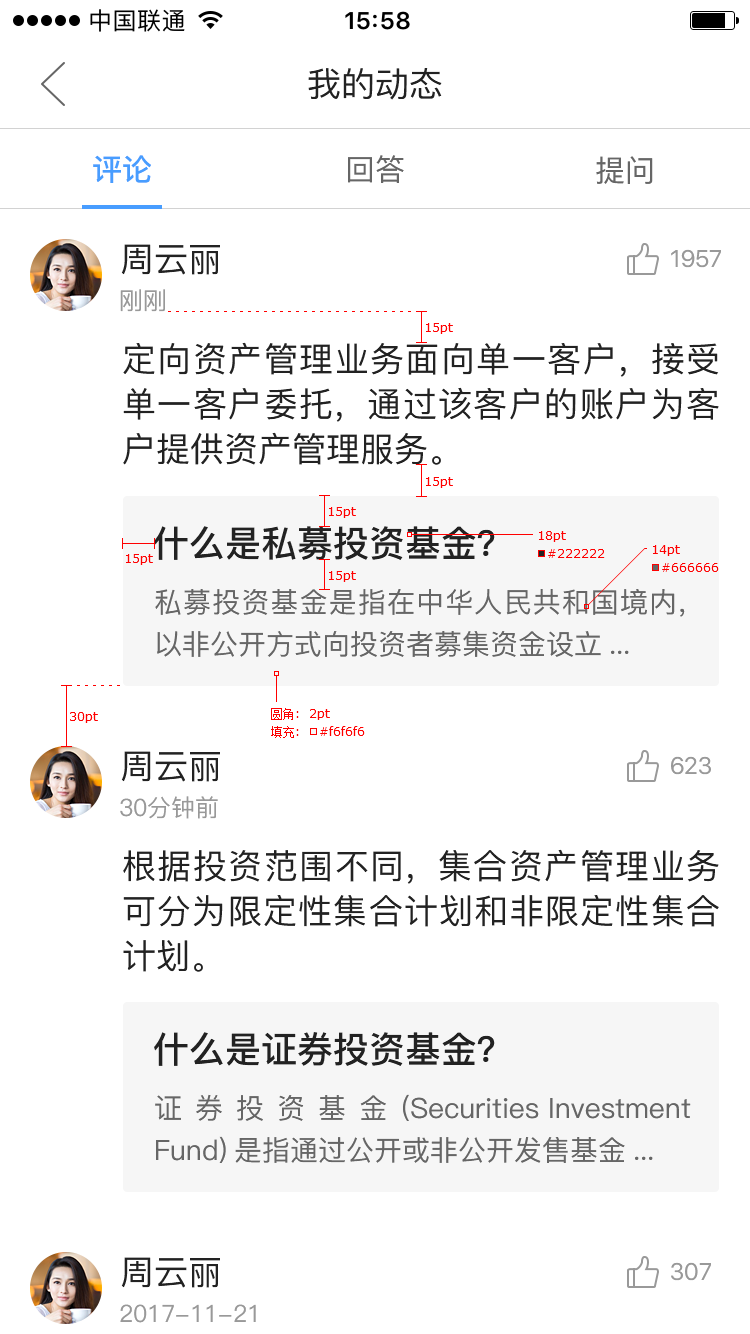 中国联通
15:58
我的动态
评论
回答
提问
周云丽
1957
刚刚
15pt
定向资产管理业务面向单一客户，接受
单一客户委托，通过该客户的账户为客
户提供资产管理服务。
15pt
15pt
什么是私募投资基金？
18pt
#222222
15pt
14pt
#666666
15pt
私募投资基金是指在中华人民共和国境内，
以非公开方式向投资者募集资金设立 ...
30pt
圆角： 2pt
填充： #f6f6f6
周云丽
623
30分钟前
根据投资范围不同，集合资产管理业务
可分为限定性集合计划和非限定性集合
计划。
什么是证券投资基金？
证券投资基金 (Securities Investment
Fund) 是指通过公开或非公开发售基金 ...
周云丽
307
2017-11-21